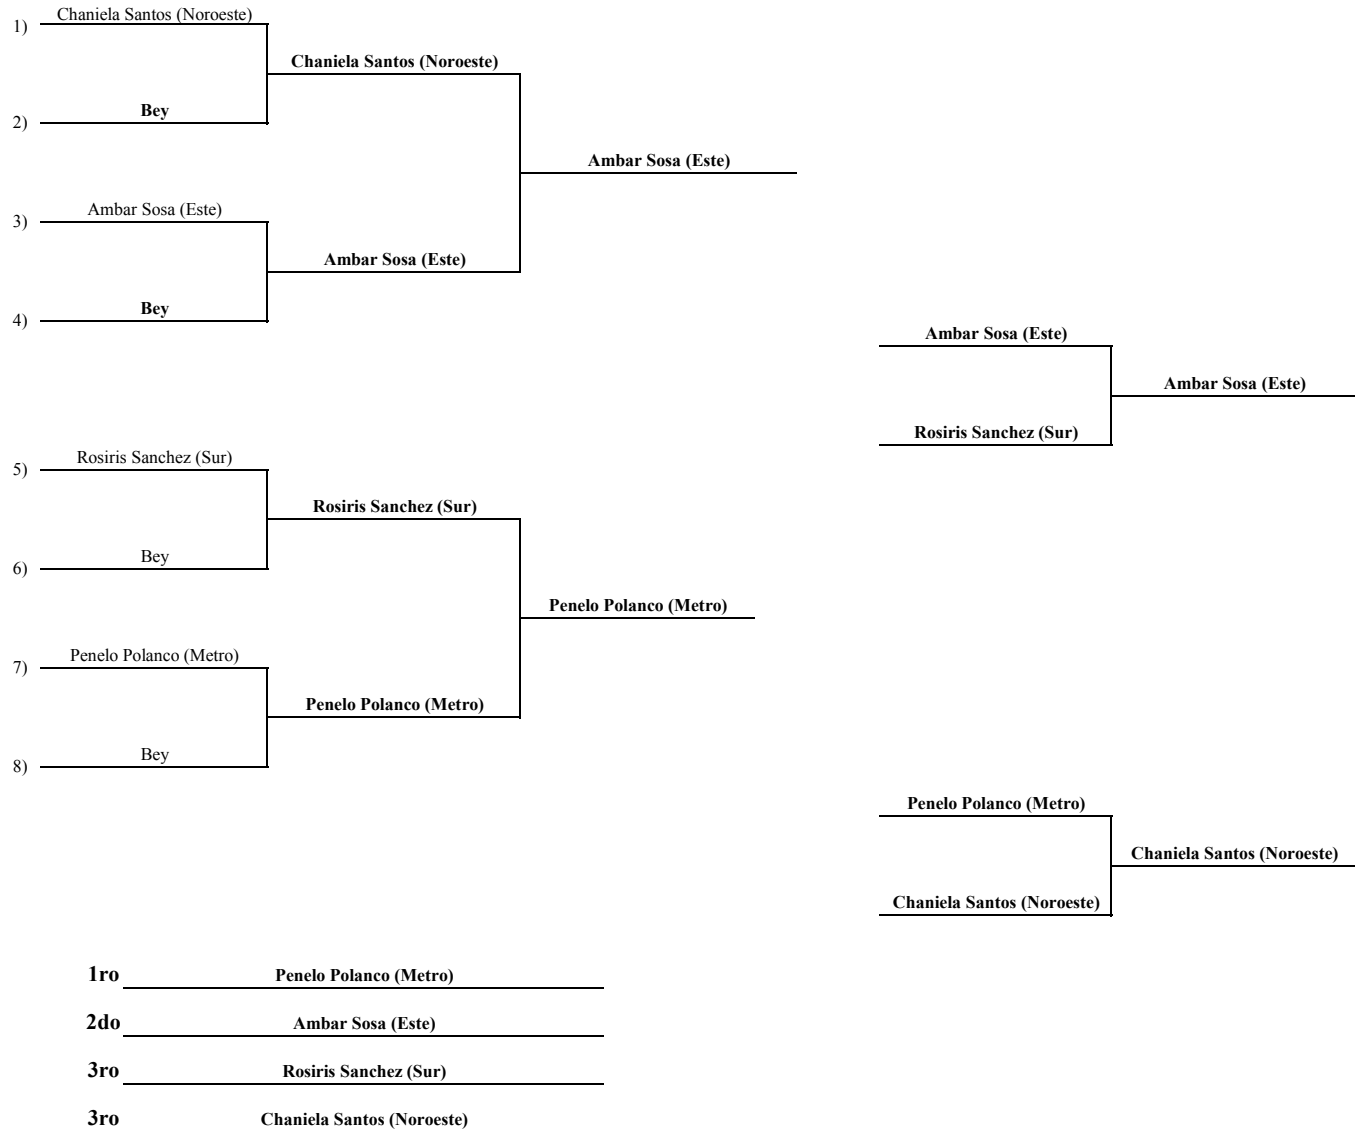 1) Chaniela Santos (Noroeste)
Chaniela Santos (Noroeste)
2) Bey
Ambar Sosa (Este)
3) Ambar Sosa (Este)
Ambar Sosa (Este)
4) Bey
Ambar Sosa (Este)
Ambar Sosa (Este)
Rosiris Sanchez (Sur)
5) Rosiris Sanchez (Sur)
Rosiris Sanchez (Sur)
6) Bey
Penelo Polanco (Metro)
7) Penelo Polanco (Metro)
Penelo Polanco (Metro)
8) Bey
Penelo Polanco (Metro)
Chaniela Santos (Noroeste)
Chaniela Santos (Noroeste)
1ro Penelo Polanco (Metro)
2do Ambar Sosa (Este)
3ro Rosiris Sanchez (Sur)
3ro Chaniela Santos (Noroeste)